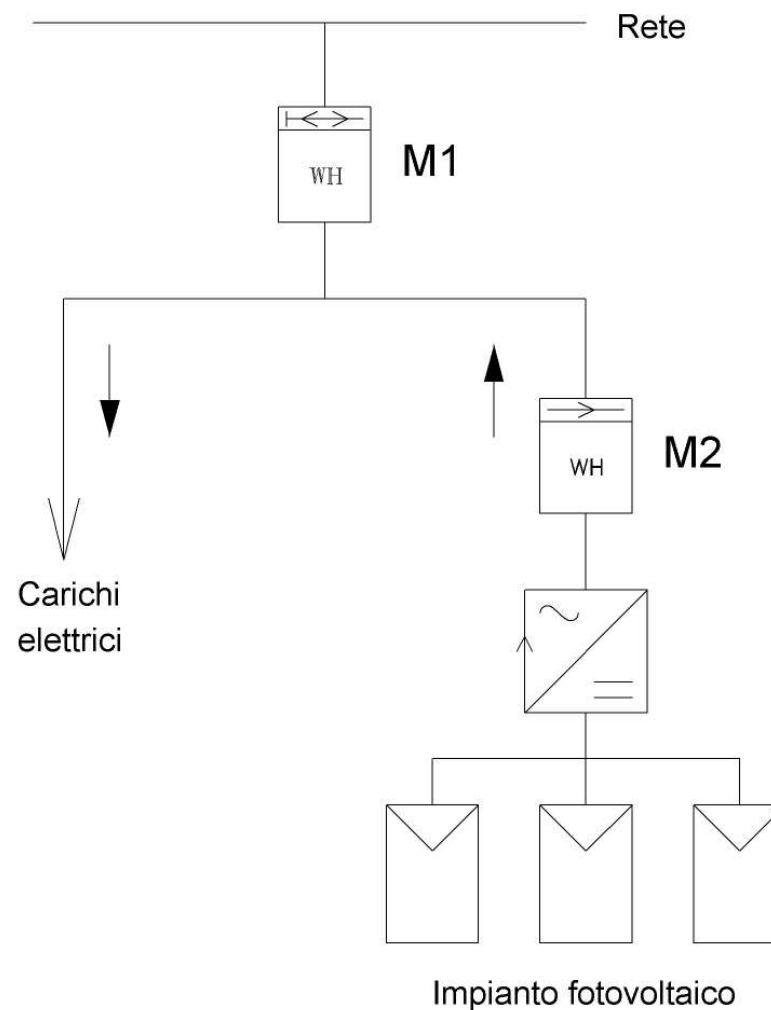 Rete
M1
WH
M2
WH
Carichi
elettrici
Impianto fotovoltaico